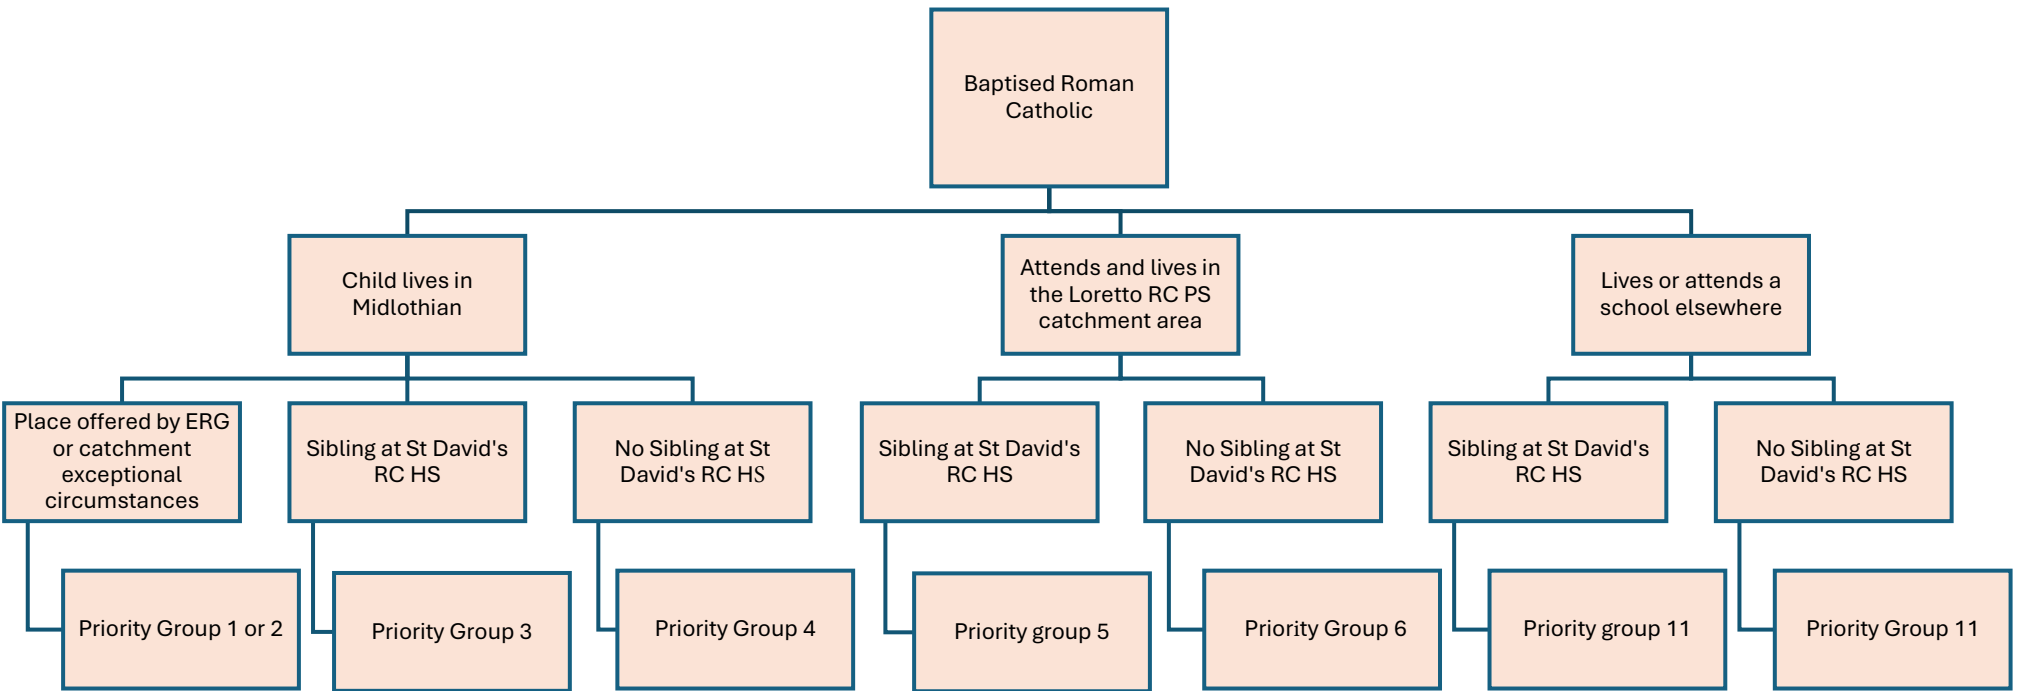 Baptised Roman
Catholic
Child lives in
Midlothian
Attends and lives in
the Loretto RC PS
catchment area
Lives or attends a
school elsewhere
Place offered by ERG
or catchment
exceptional
circumstances
Sibling at St David's
RC HS
No Sibling at St
David's RC HS
Sibling at St David's
RC HS
No Sibling at St
David's RC HS
Sibling at St David's
RC HS
No Sibling at St
David's RC HS
Priority Group 1 or 2
Priority Group 3
Priority Group 4
Priority group 5
Priority Group 6
Priority group 11
Priority Group 11